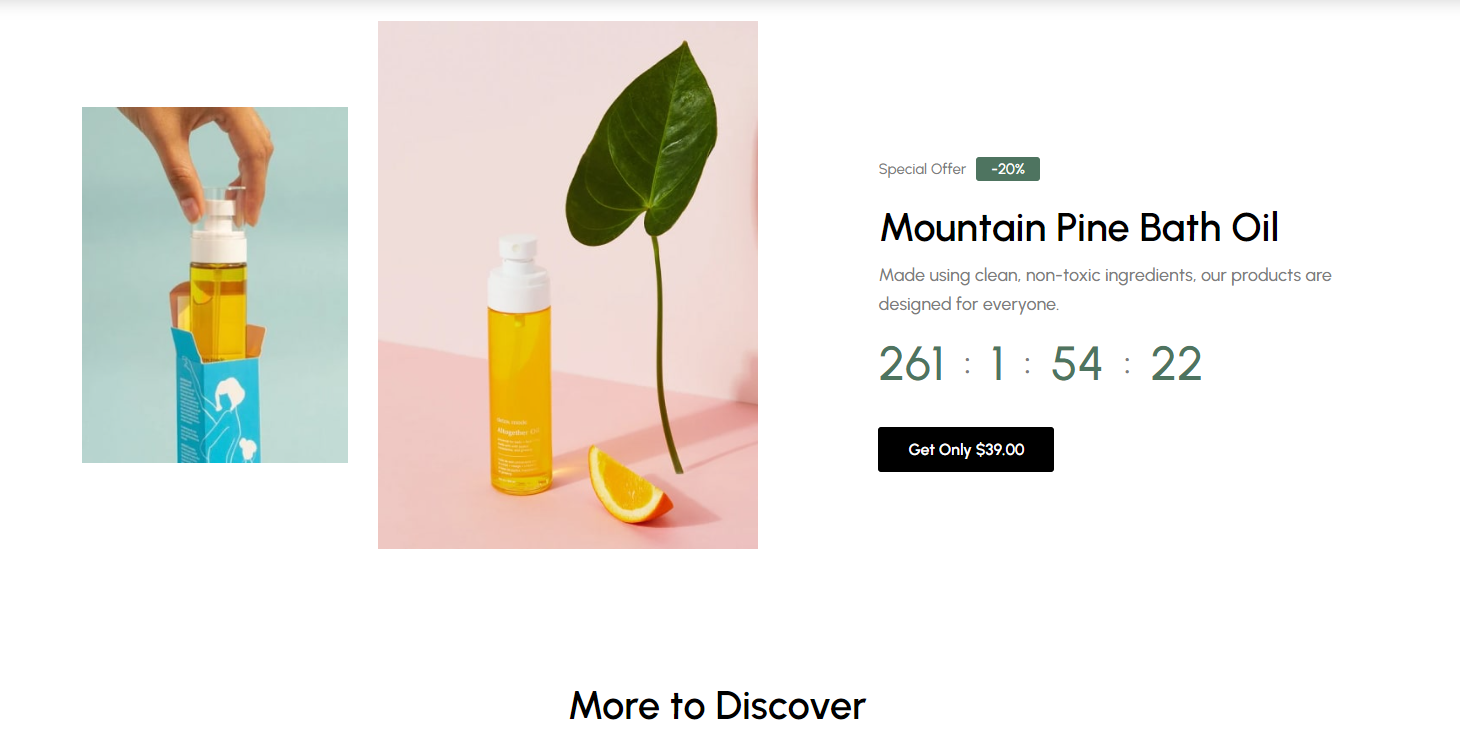 Special Offer -20%
Mountain Pine Bath Oil
Made using clean, non-toxic ingredients, our products are
designed for everyone.
261 : 1 : 54 : 22
Get Only $39.00
More to Discover